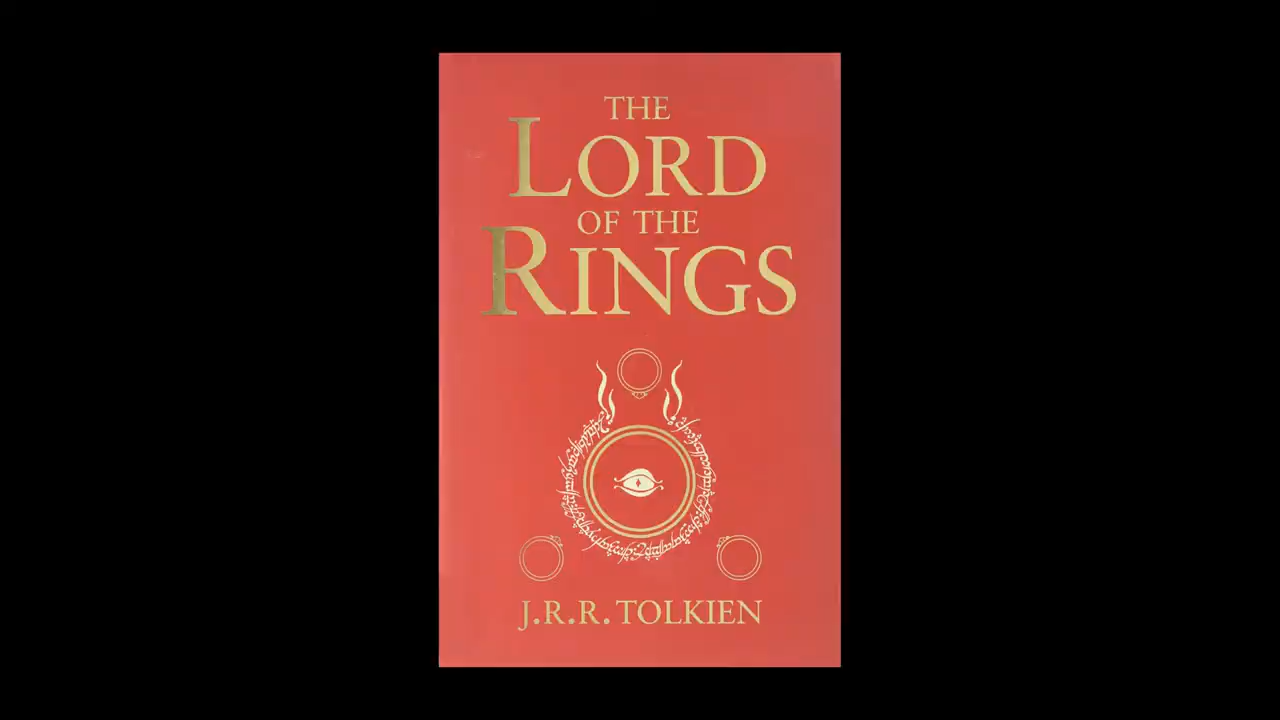 THE
LORD
OF THE
RINGS
J.R.R. TOLKIEN